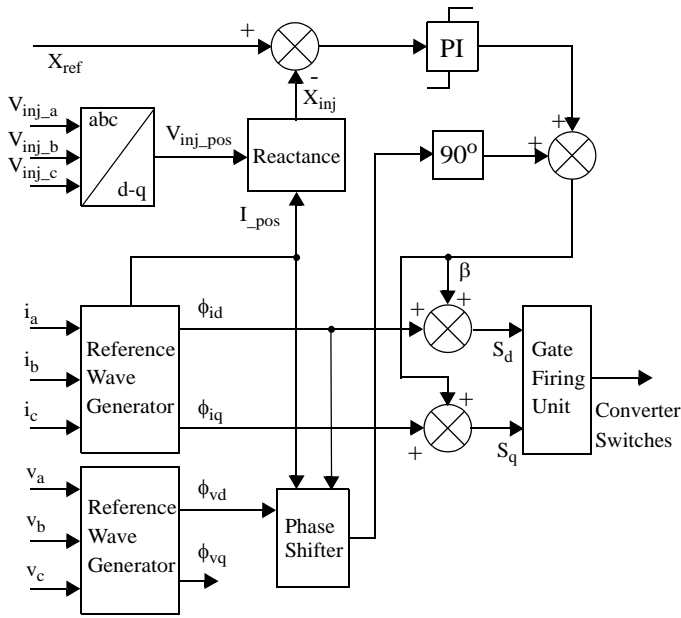 +
PI
X_ref
-
V_inj_a
abc
X_inj
V_inj_b
V_inj_pos
Reactance
90°
+
+
V_inj_c
d-q
I_pos
β
i_a
ϕ_id
+
+
i_b
Reference
Wave
Generator
S_d
Gate
Firing
Unit
i_c
ϕ_iq
+
+
Converter
Switches
S_q
v_a
Reference
Wave
Generator
ϕ_vd
v_b
Phase
Shifter
ϕ_vq
v_c